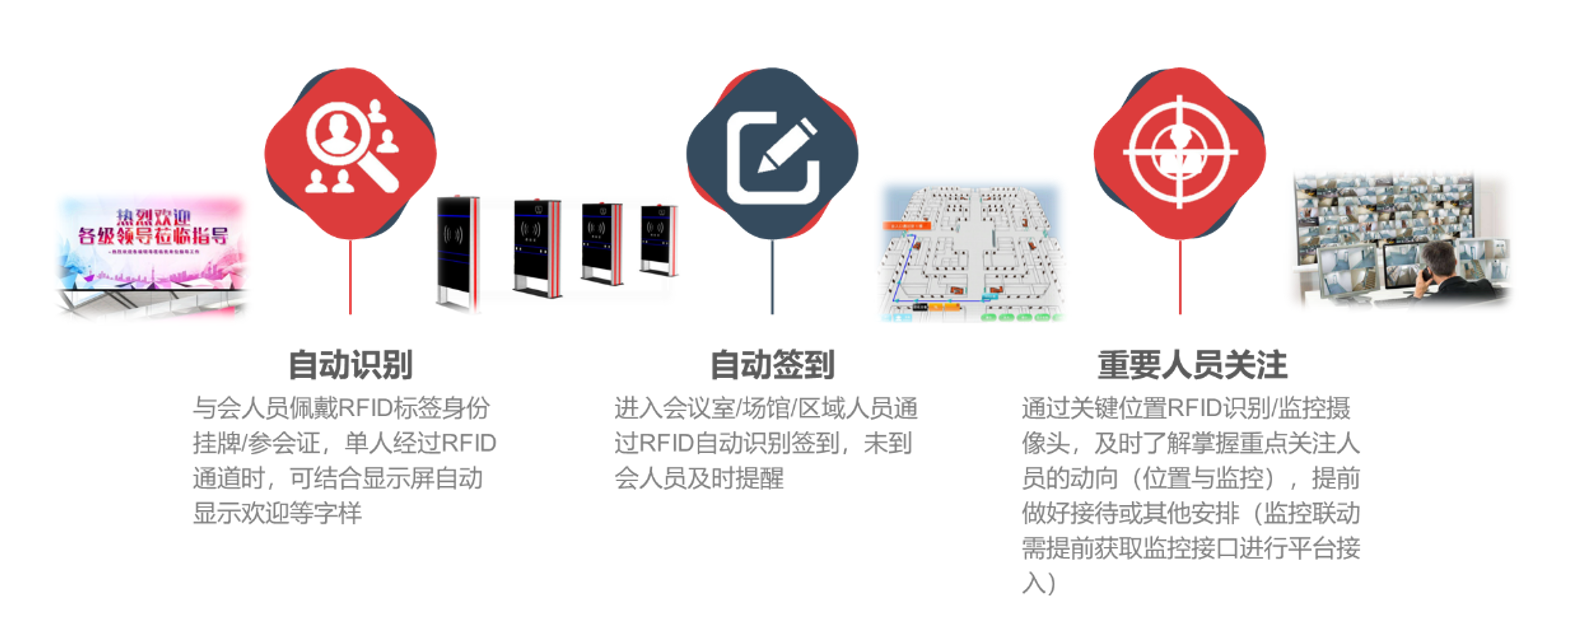 热烈欢迎
各级领导莅临指导
自动识别
与会人员佩戴RFID标签身份
挂牌/参会证，单人经过RFID
通道时，可结合显示屏自动
显示欢迎等字样
自动签到
进入会议室/场馆/区域人员通
过RFID自动识别签到，未到
会人员及时提醒
重要人员关注
通过关键位置RFID识别/监控摄
像头，及时了解掌握重点关注人
员的动向（位置与监控），提前
做好接待或其他安排（监控联动
需提前获取监控接口进行平台接
入）